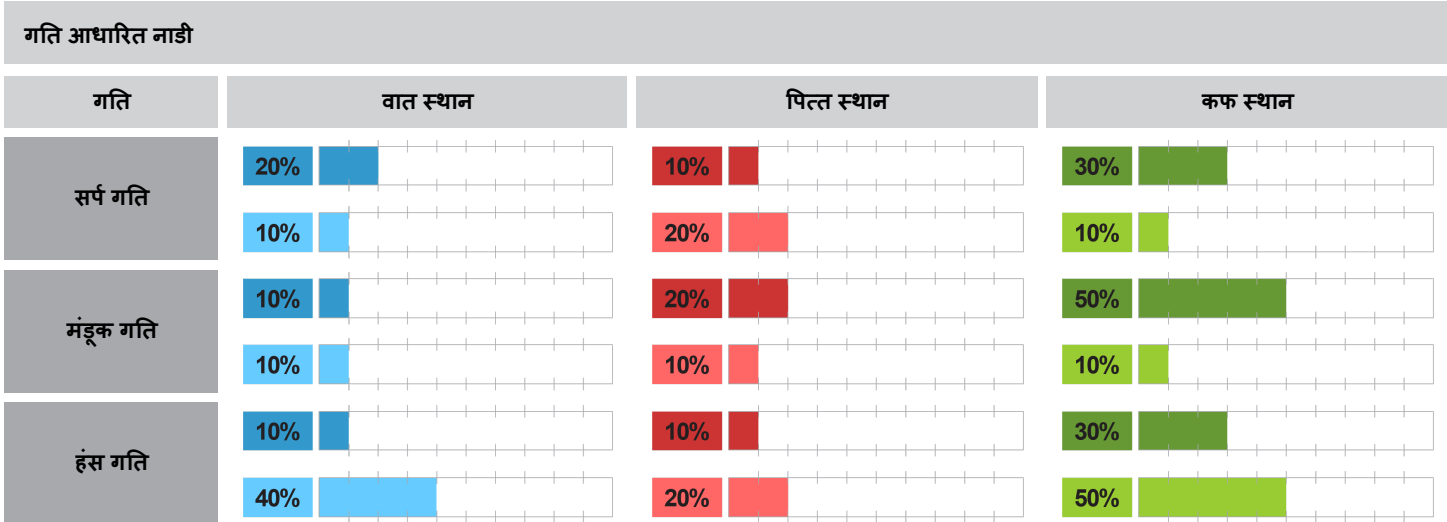 गति आधारित नाडी
गति वात स्थान पित्त स्थान कफ स्थान
20% 10% 30%
सर्प गति
10% 20% 10%
10% 20% 50%
मंडूक गति
10% 10% 10%
10% 10% 30%
हंस गति
40% 20% 50%